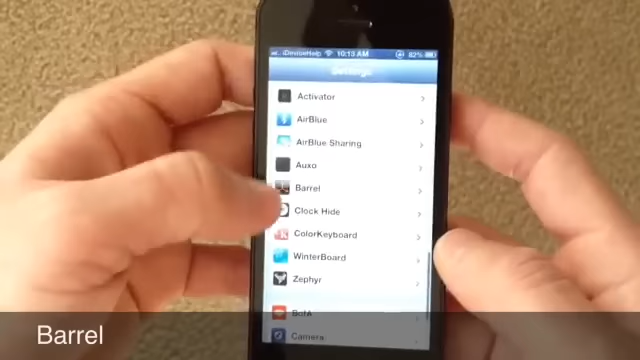 iDeviceHelp 10:13 AM 82%
Settings
Activator
AirBlue
AirBlue Sharing
Auxo
Barrel
Clock Hide
ColorKeyboard
WinterBoard
Zephyr
BofA
Camera
Barrel